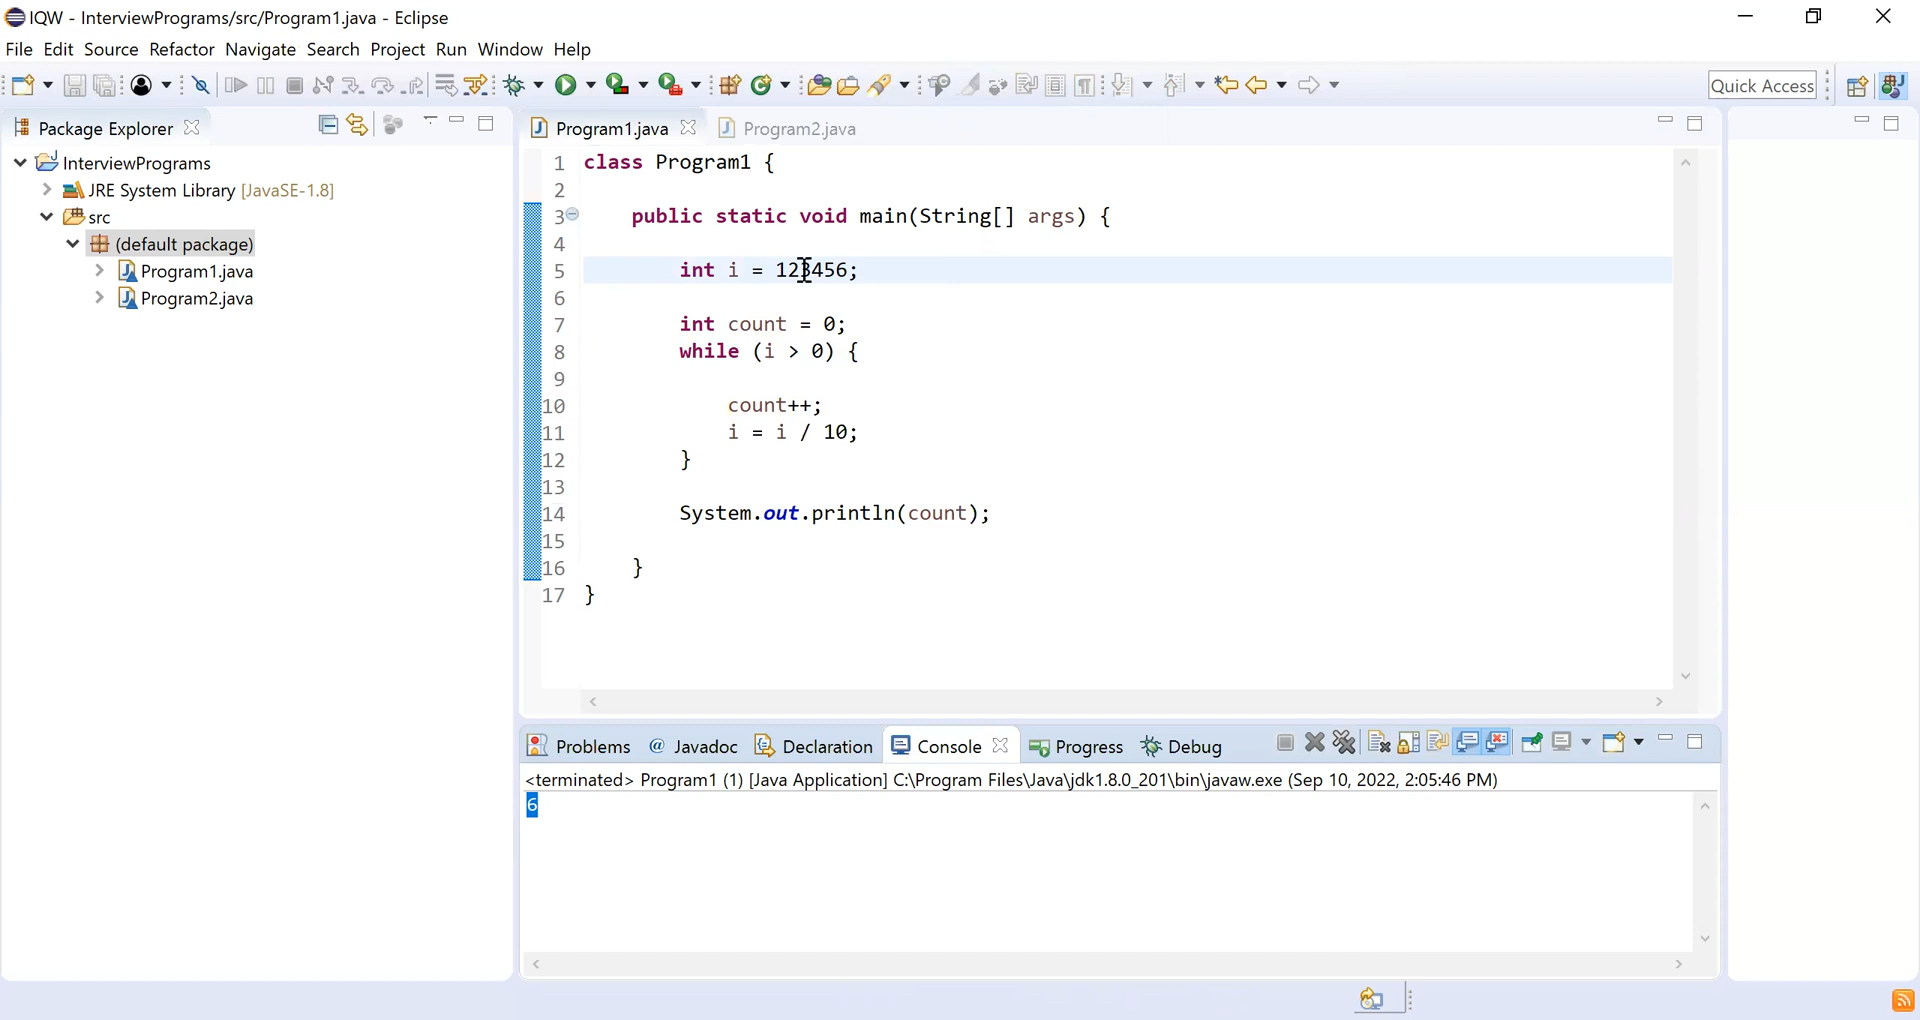 IQW - InterviewPrograms/src/Program1.java - Eclipse
File Edit Source Refactor Navigate Search Project Run Window Help
Quick Access
Package Explorer
InterviewPrograms
JRE System Library [JavaSE-1.8]
src
(default package)
Program1.java
Program2.java
Program1.java Program2.java
1 class Program1 {
2
3 public static void main(String[] args) {
4
5 int i = 123456;
6
7 int count = 0;
8 while (i > 0) {
9
10 count++;
11 i = i / 10;
12 }
13
14 System.out.println(count);
15
16 }
17 }
Problems @ Javadoc Declaration Console Progress Debug
<terminated> Program1 (1) [Java Application] C:\Program Files\Java\jdk1.8.0_201\bin\javaw.exe (Sep 10, 2022, 2:05:46 PM)
6